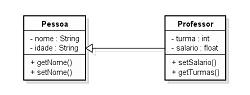 Pessoa
- nome : String
- idade : String
+ getNome()
+ setNome()
Professor
- turma : int
- salario : float
+ setSalario()
+ getTurmas()